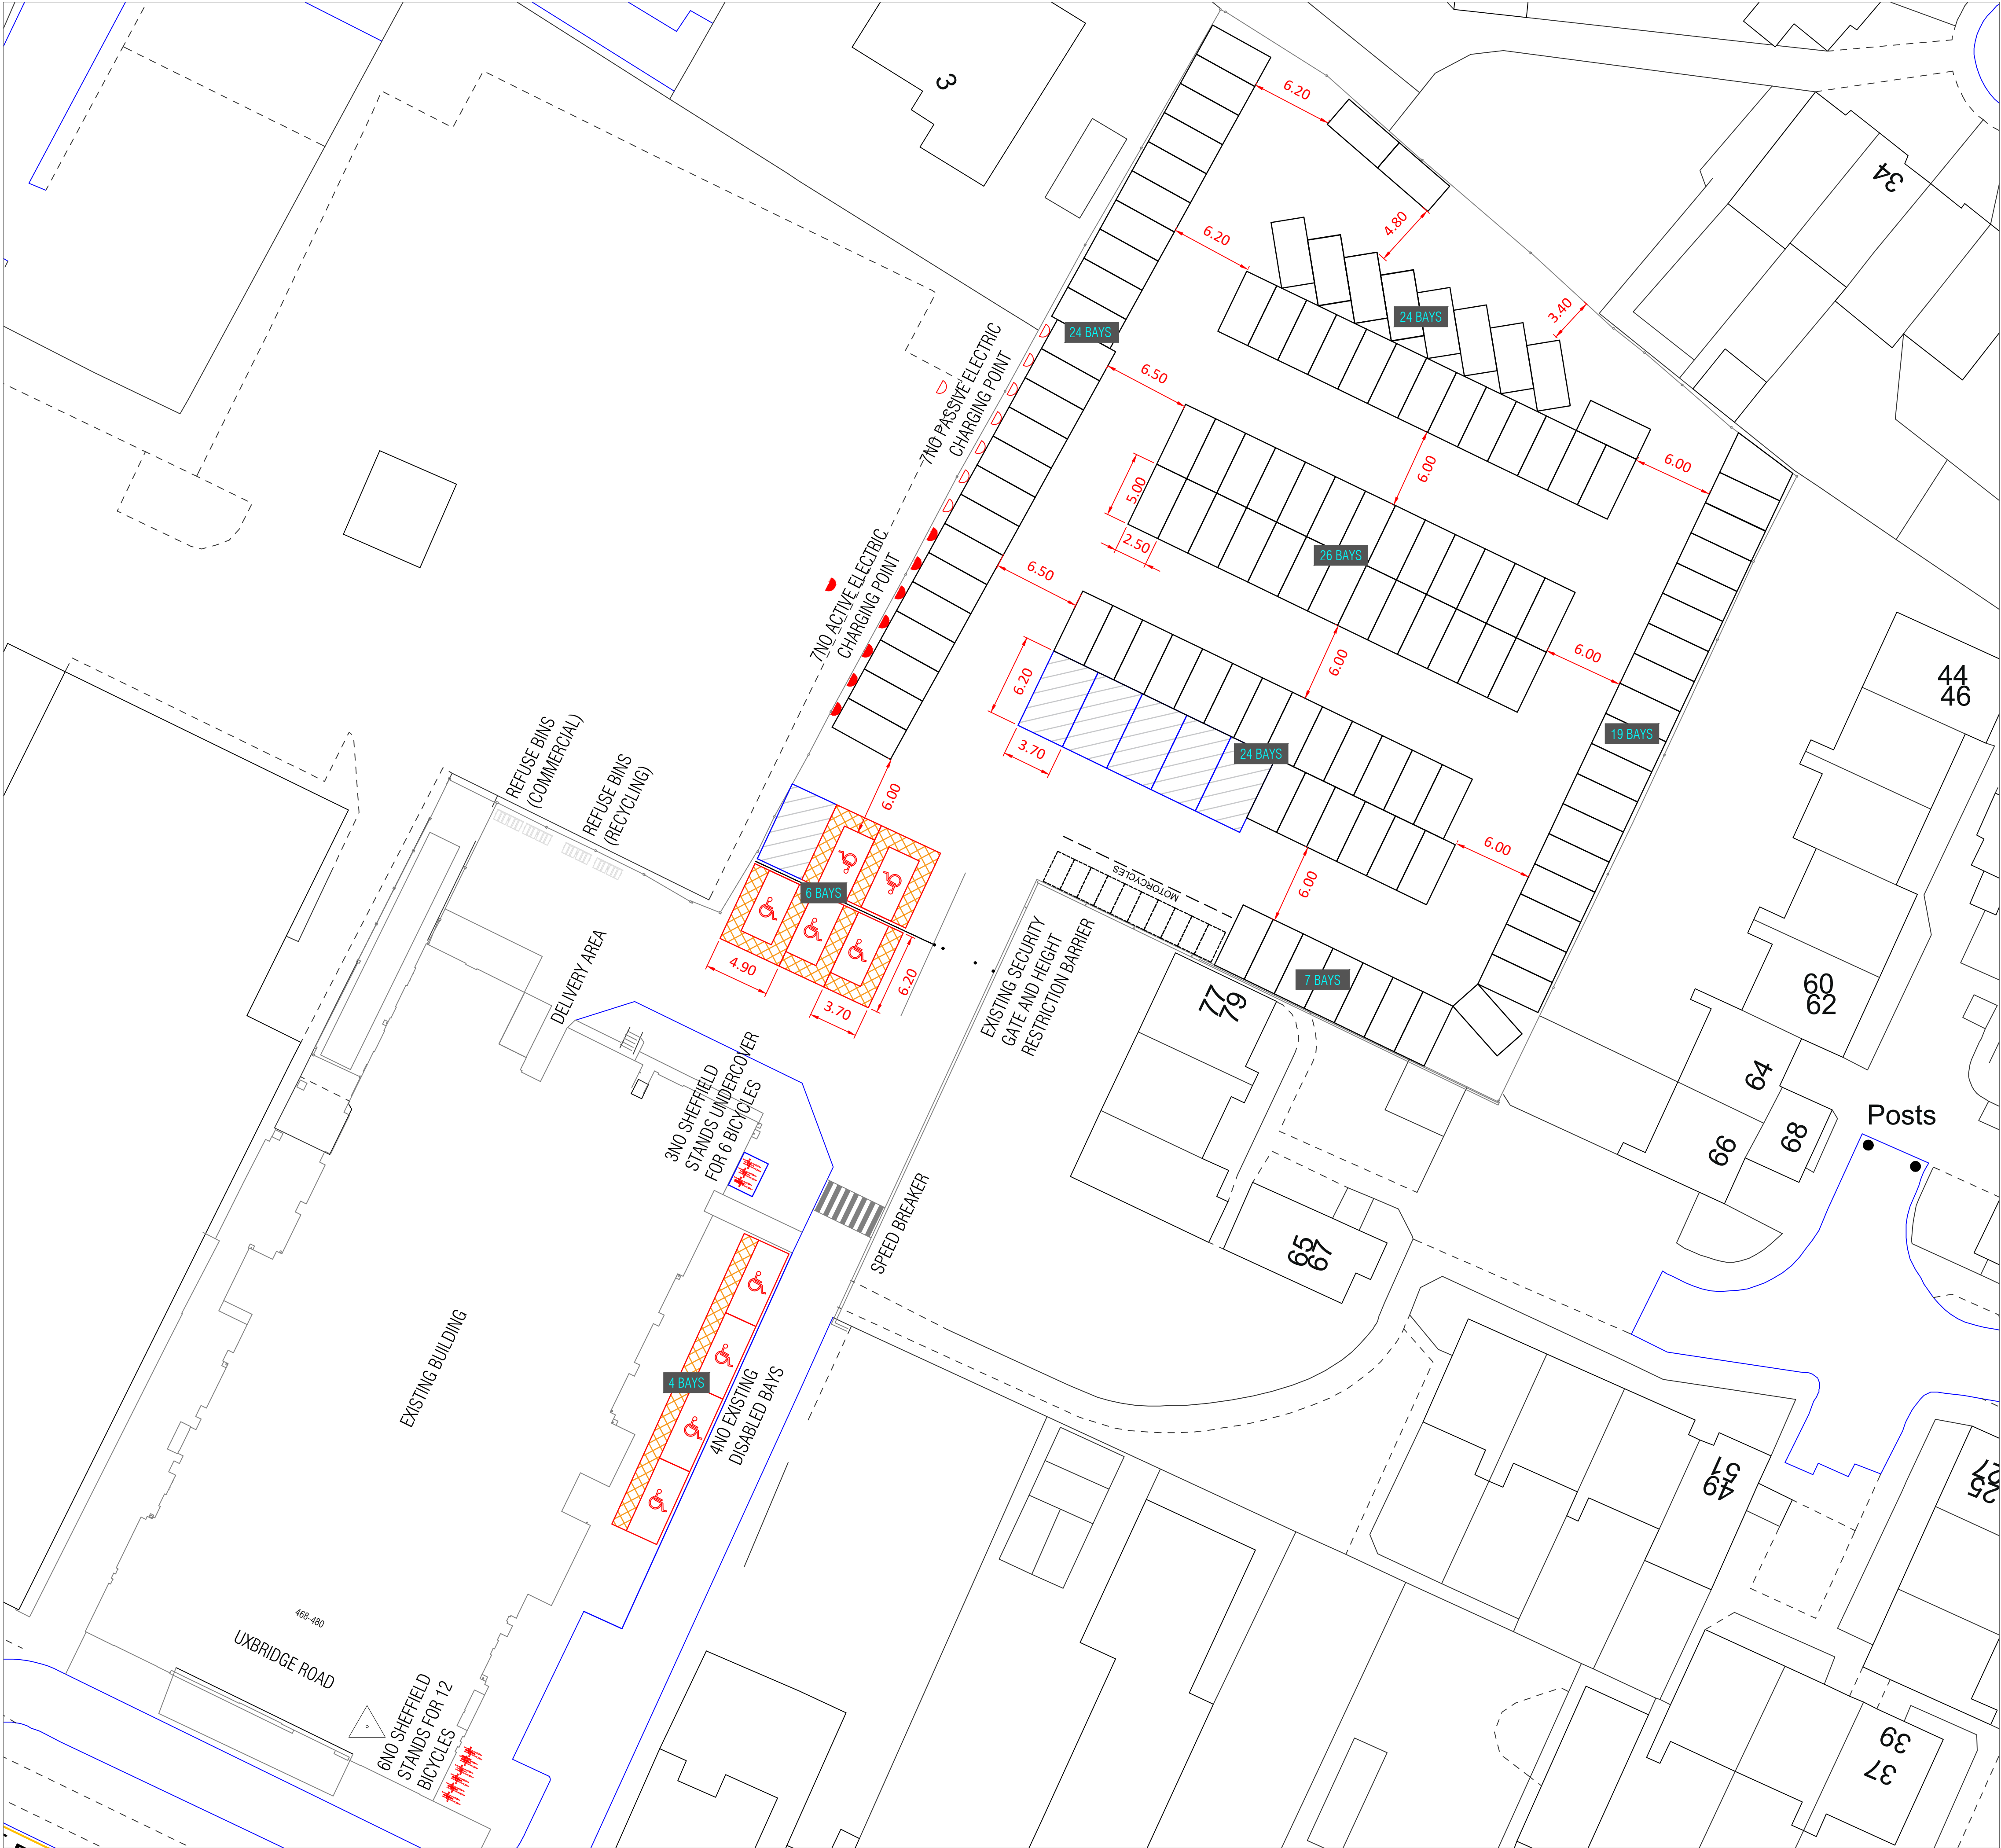 3
34
6.20
6.20
4.80
3.40
24 BAYS
24 BAYS
7NO PASSIVE ELECTRIC
CHARGING POINT
6.50
6.00
6.00
5.00
2.50
26 BAYS
7NO ACTIVE ELECTRIC
CHARGING POINT
6.50
6.00
6.00
6.20
3.70
24 BAYS
19 BAYS
44
46
REFUSE BINS
(COMMERCIAL)
REFUSE BINS
(RECYCLING)
6.00
6 BAYS
4.90
3.70
6.20
MOTORCYCLES
6.00
6.00
7 BAYS
DELIVERY AREA
EXISTING SECURITY
GATE AND HEIGHT
RESTRICTION BARRIER
77
79
60
62
64
66
68
Posts
3NO SHEFFIELD
STANDS UNDERCOVER
FOR 6 BICYCLES
SPEED BREAKER
65
67
EXISTING BUILDING
4 BAYS
4NO EXISTING
DISABLED BAYS
49
51
25
27
468-480
UXBRIDGE ROAD
6NO SHEFFIELD
STANDS FOR 12
BICYCLES
39
37